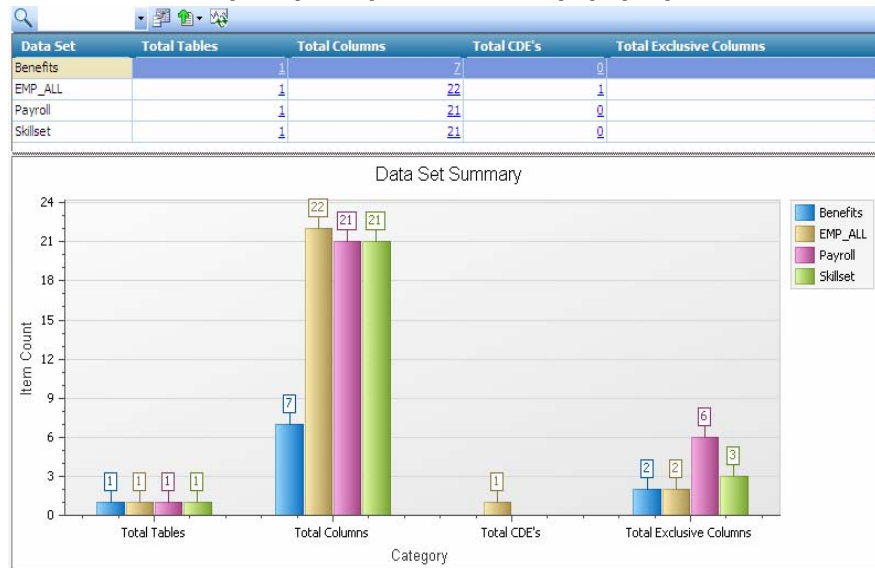 Data Set Total Tables Total Columns Total CDE's Total Exclusive Columns
Benefits 1 7 0
EMP_ALL 1 22 1
Payroll 1 21 0
Skillset 1 21 0
Data Set Summary
24
21
18
15
12
9
6
3
0
Item Count
1 1 1 1
7 22 21 21
1
2 2 6 3
Total Tables Total Columns Total CDE's Total Exclusive Columns
Category
Benefits
EMP_ALL
Payroll
Skillset